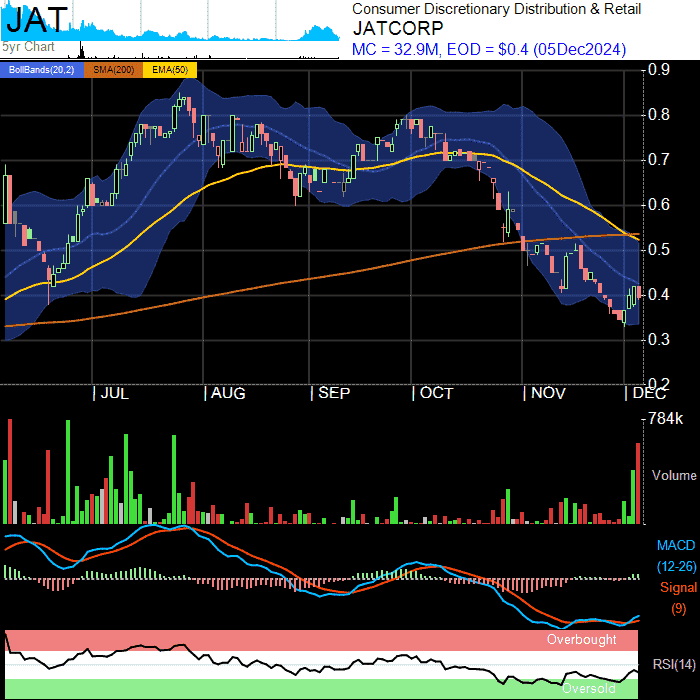 JAT
5yr Chart
Consumer Discretionary Distribution & Retail
JATCORP
MC = 32.9M, EOD = $0.4 (05Dec2024)
BollBands(20,2) SMA(200) EMA(50)
0.9
0.8
0.7
0.6
0.5
0.4
0.3
0.2
JUL AUG SEP OCT NOV DEC
784k
Volume
MACD
(12-26)
Signal
(9)
Overbought
RSI(14)
Oversold